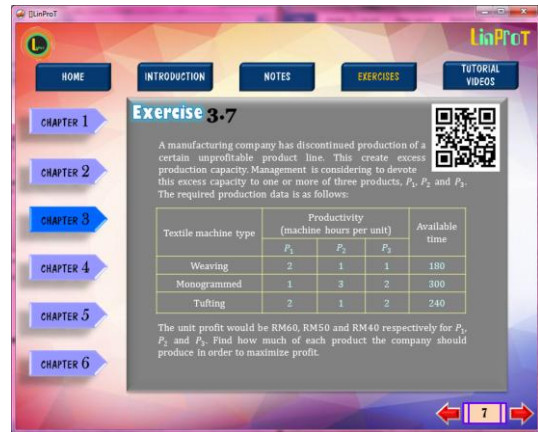 LinProT
L
LinProT
HOME
INTRODUCTION
NOTES
EXERCISES
TUTORIAL
VIDEOS
CHAPTER 1
CHAPTER 2
CHAPTER 3
CHAPTER 4
CHAPTER 5
CHAPTER 6
Exercise 3.7
A manufacturing company has discontinued production of a
certain unprofitable product line. This create excess
production capacity. Management is considering to devote
this excess capacity to one or more of three products, P₁, P₂ and P₃.
The required production data is as follows:
Textile machine type
Productivity
(machine hours per unit)
Available
time
P₁ P₂ P₃
Weaving 2 1 1 180
Monogrammed 1 3 2 300
Tufting 2 1 2 240
The unit profit would be RM60, RM50 and RM40 respectively for P₁,
P₂ and P₃. Find how much of each product the company should
produce in order to maximize profit.
7